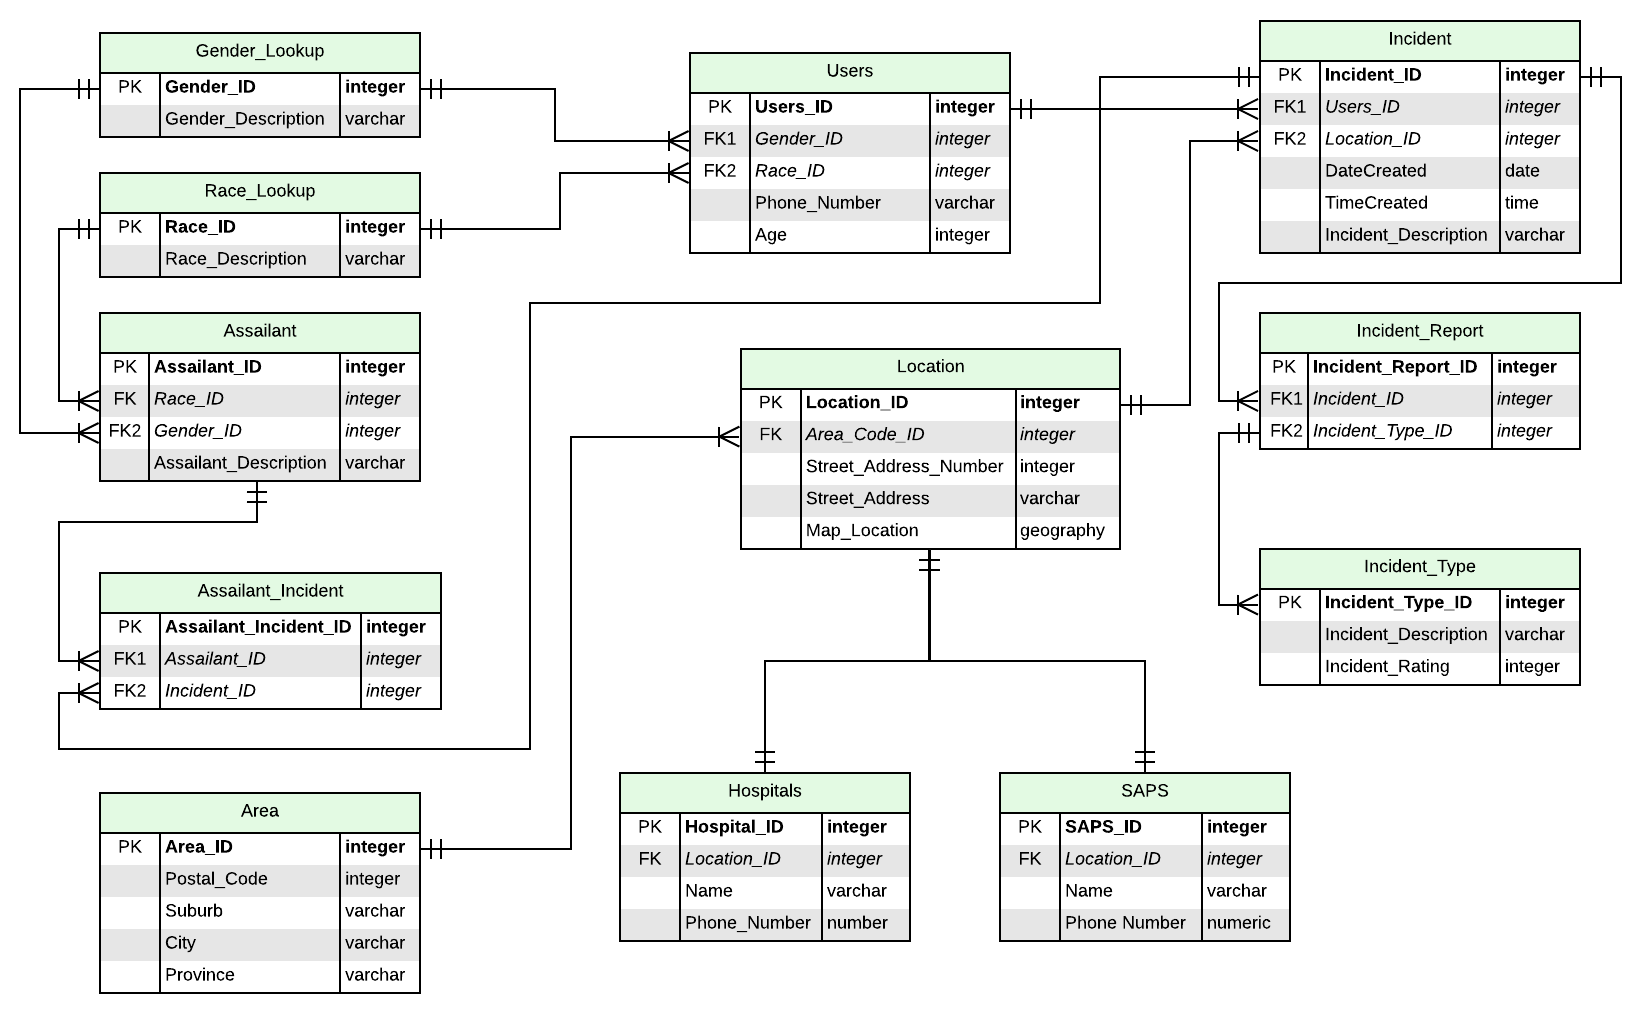 Gender_Lookup
PK Gender_ID integer
Gender_Description varchar
Race_Lookup
PK Race_ID integer
Race_Description varchar
Assailant
PK Assailant_ID integer
FK Race_ID integer
FK2 Gender_ID integer
Assailant_Description varchar
Assailant_Incident
PK Assailant_Incident_ID integer
FK1 Assailant_ID integer
FK2 Incident_ID integer
Area
PK Area_ID integer
Postal_Code integer
Suburb varchar
City varchar
Province varchar
Users
PK Users_ID integer
FK1 Gender_ID integer
FK2 Race_ID integer
Phone_Number varchar
Age integer
Location
PK Location_ID integer
FK Area_Code_ID integer
Street_Address_Number integer
Street_Address varchar
Map_Location geography
Hospitals
PK Hospital_ID integer
FK Location_ID integer
Name varchar
Phone_Number number
SAPS
PK SAPS_ID integer
FK Location_ID integer
Name varchar
Phone Number numeric
Incident
PK Incident_ID integer
FK1 Users_ID integer
FK2 Location_ID integer
DateCreated date
TimeCreated time
Incident_Description varchar
Incident_Report
PK Incident_Report_ID integer
FK1 Incident_ID integer
FK2 Incident_Type_ID integer
Incident_Type
PK Incident_Type_ID integer
Incident_Description varchar
Incident_Rating integer